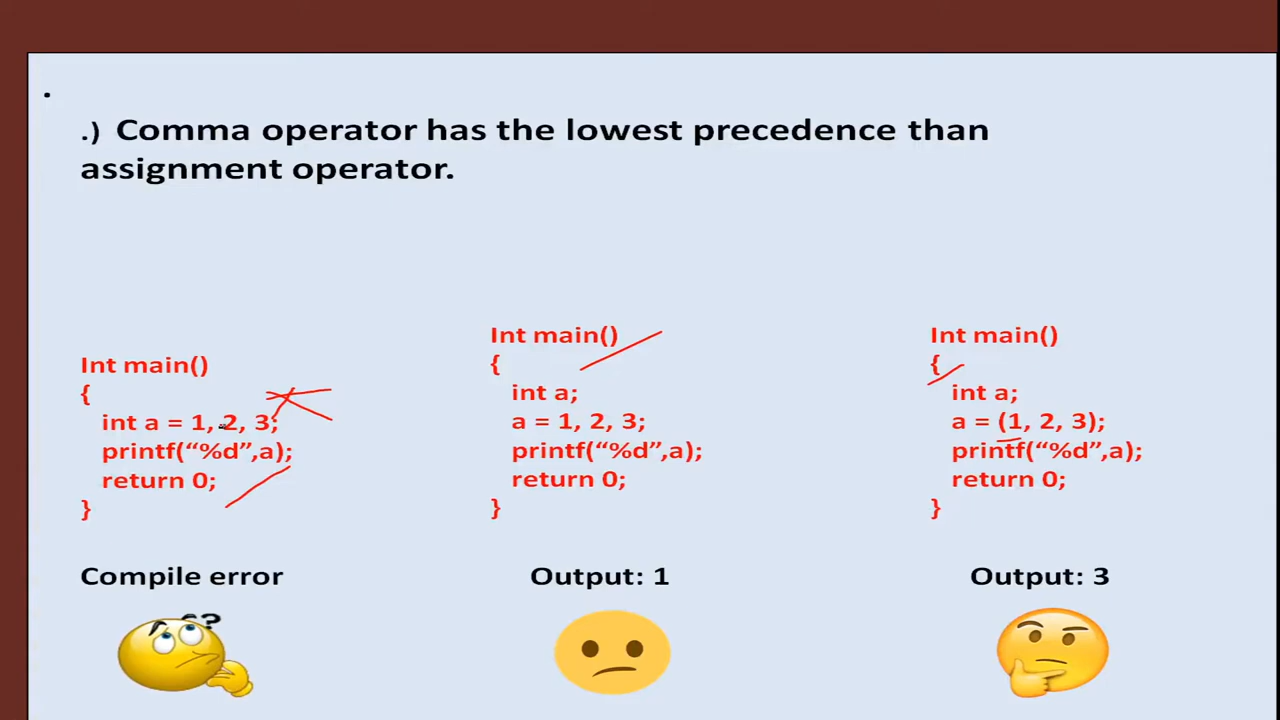 .) Comma operator has the lowest precedence than
assignment operator.
Int main()
{
int a = 1, 2, 3;
printf(“%d”,a);
return 0;
}
Compile error
?
Int main()
{
int a;
a = 1, 2, 3;
printf(“%d”,a);
return 0;
}
Output: 1
Int main()
{
int a;
a = (1, 2, 3);
printf(“%d”,a);
return 0;
}
Output: 3